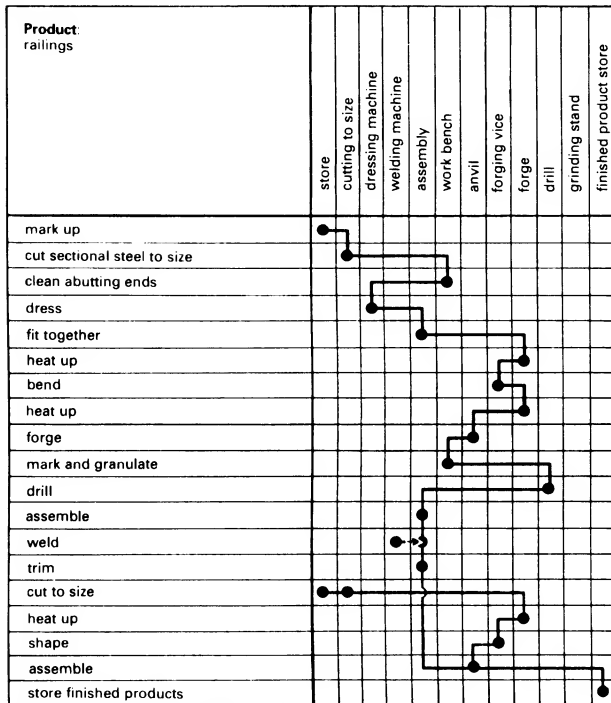 Product:
railings
store
cutting to size
dressing machine
welding machine
assembly
work bench
anvil
forging vice
forge
drill
grinding stand
finished product store
mark up
cut sectional steel to size
clean abutting ends
dress
fit together
heat up
bend
heat up
forge
mark and granulate
drill
assemble
weld
trim
cut to size
heat up
shape
assemble
store finished products